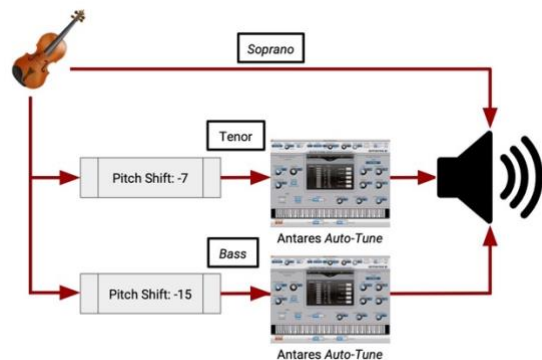 Soprano
Tenor
Pitch Shift: -7
Antares Auto-Tune
Bass
Pitch Shift: -15
Antares Auto-Tune